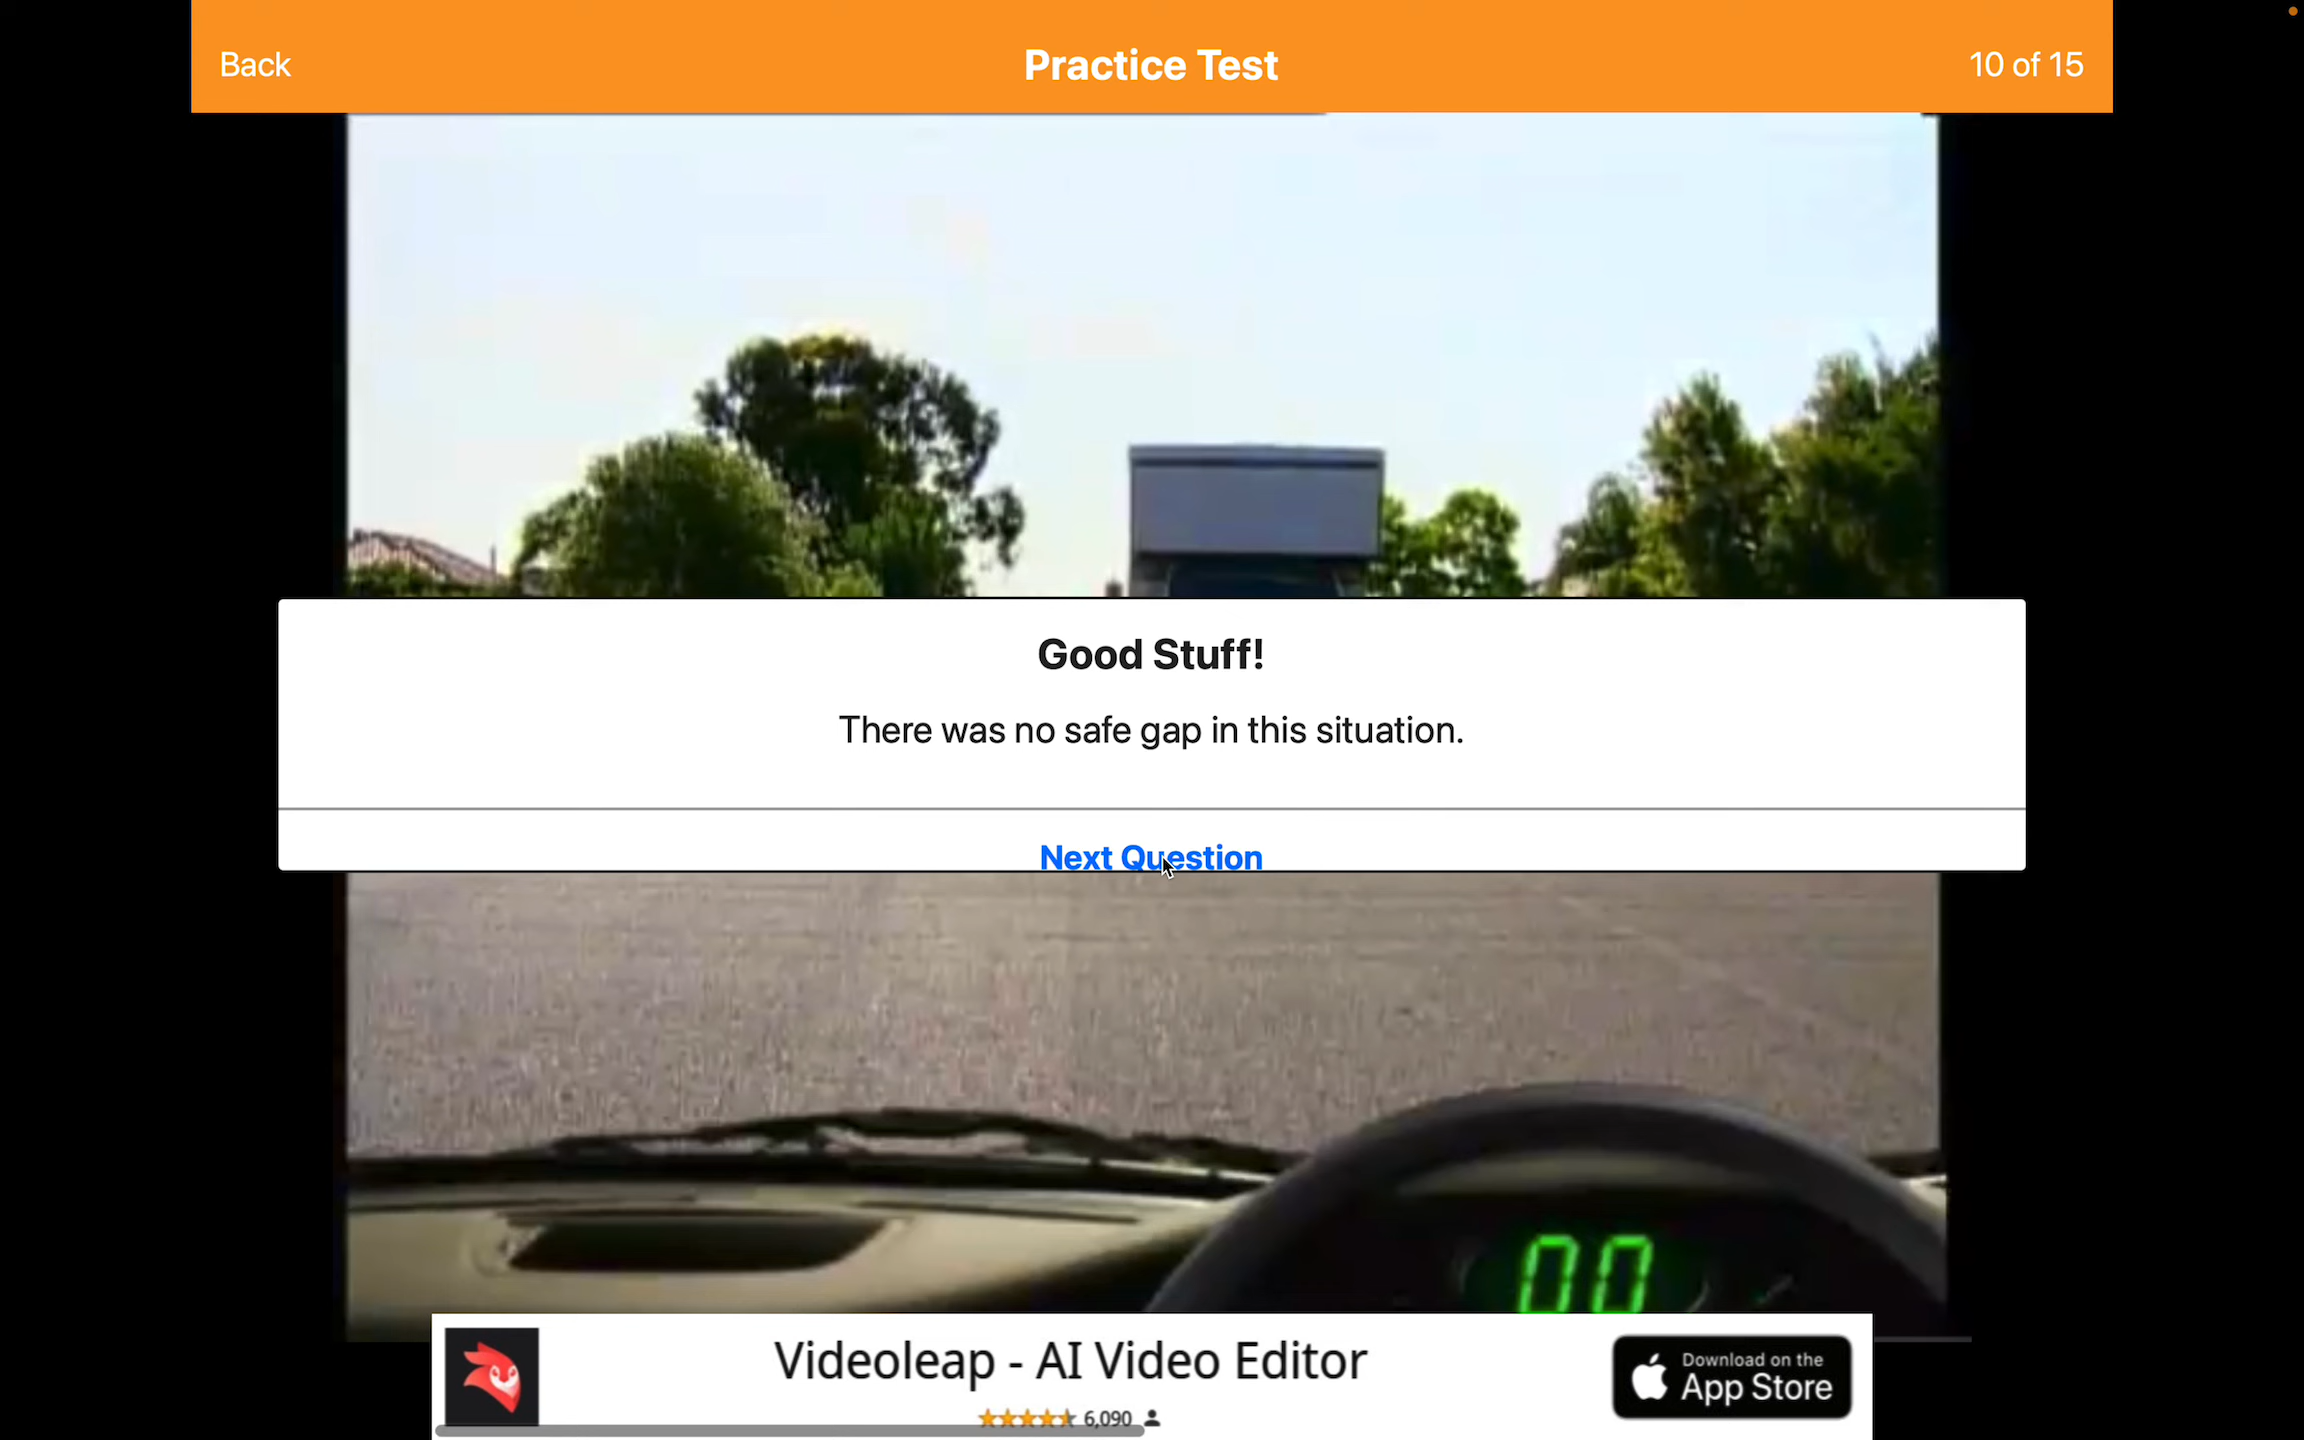 Back
Practice Test
10 of 15
Good Stuff!
There was no safe gap in this situation.
Next Question
00
Videoleap - AI Video Editor
6,090
Download on the
App Store